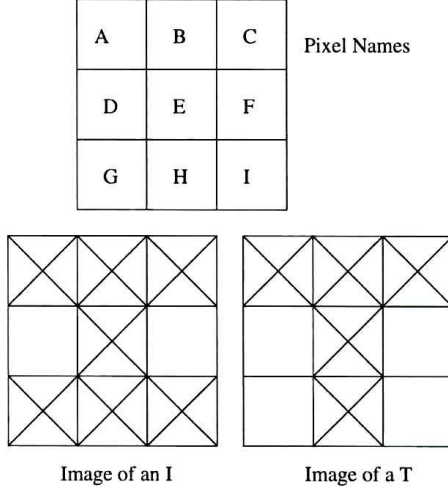 A B C
Pixel Names
D E F
G H I
Image of an I
Image of a T